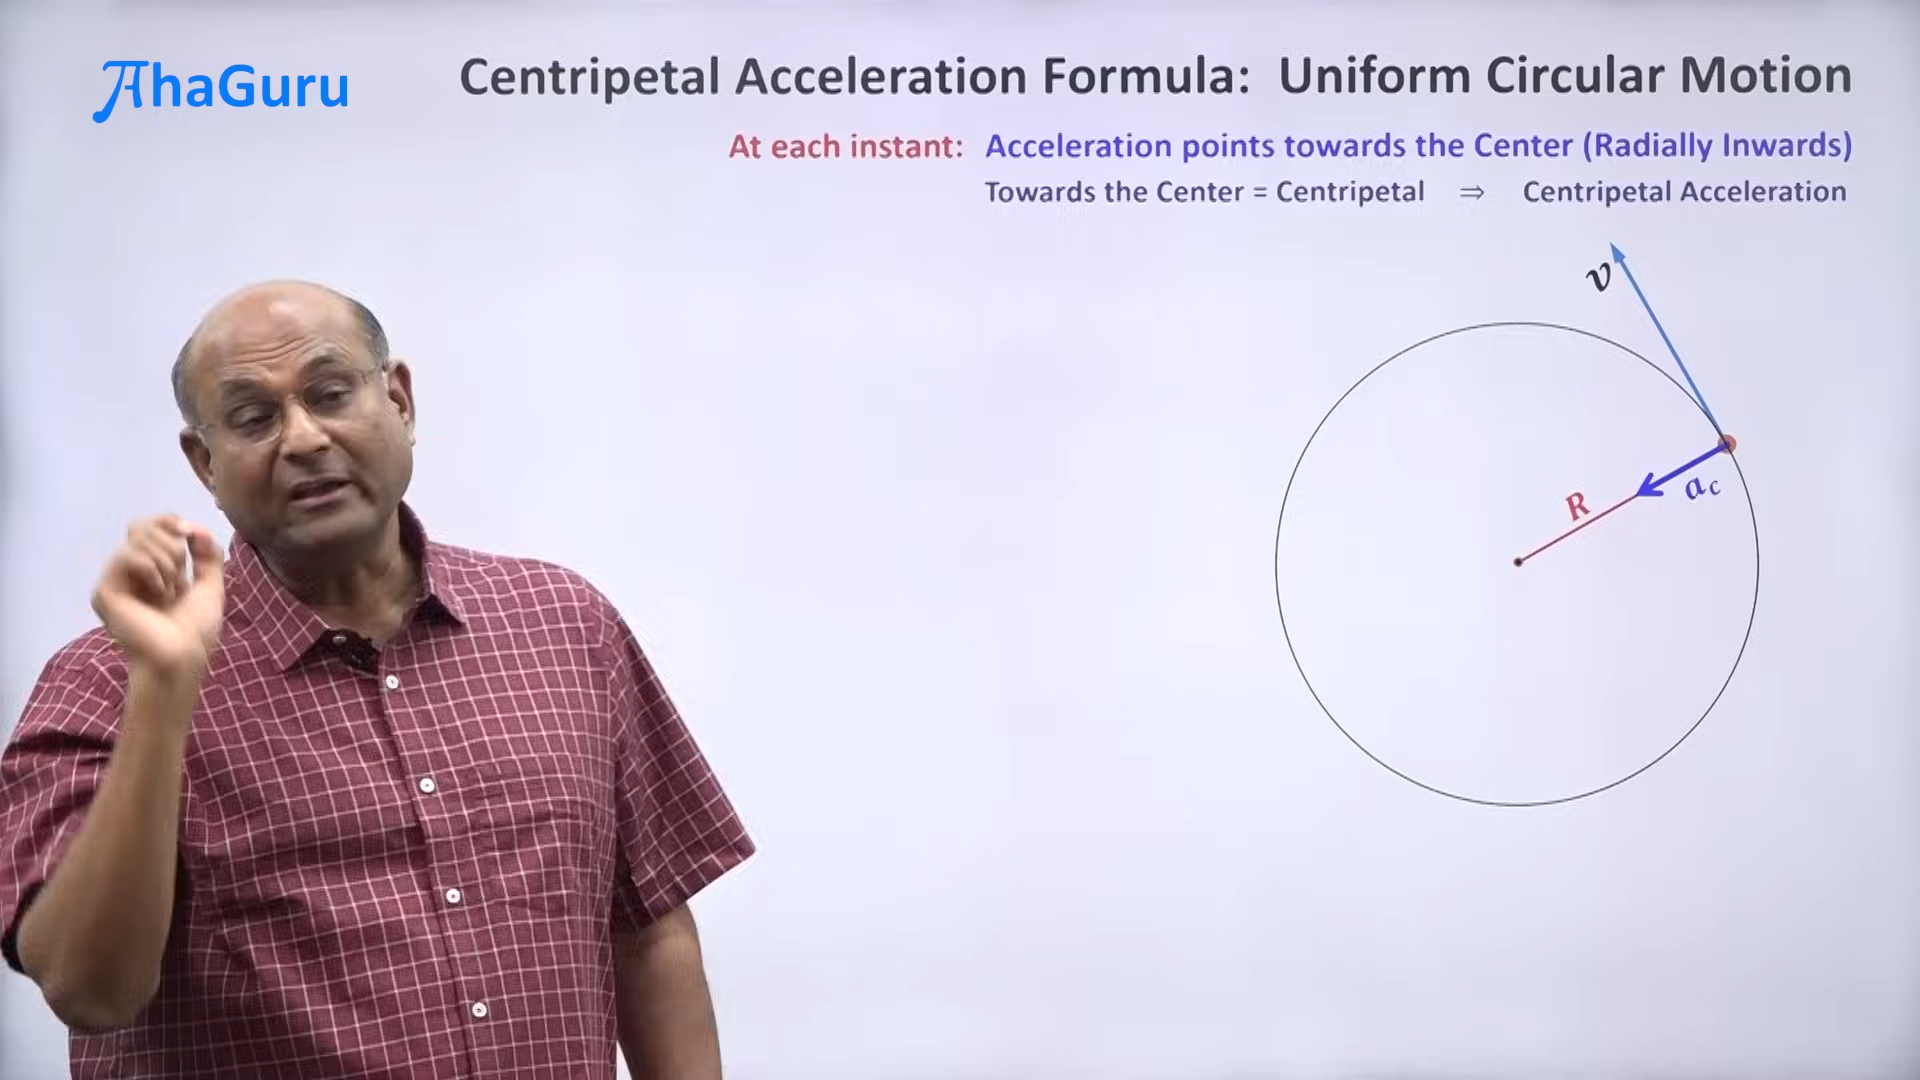 AhaGuru
Centripetal Acceleration Formula: Uniform Circular Motion
At each instant: Acceleration points towards the Center (Radially Inwards)
Towards the Center = Centripetal ⇒ Centripetal Acceleration
v
R
a_c